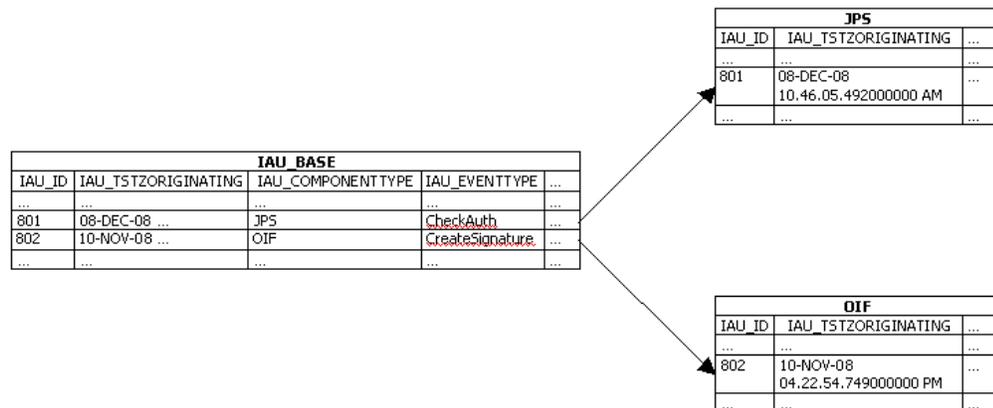 JPS
IAU_ID IAU_TSTZORIGINATING ...
... ... ...
801 08-DEC-08 ...
10.46.05.492000000 AM
... ... ...
IAU_BASE
IAU_ID IAU_TSTZORIGINATING IAU_COMPONENTTYPE IAU_EVENTTYPE ...
... ... ... ... ...
801 08-DEC-08 ... JPS CheckAuth ...
802 10-NOV-08 ... OIF CreateSignature ...
... ... ... ... ...
OIF
IAU_ID IAU_TSTZORIGINATING ...
... ... ...
802 10-NOV-08 ...
04.22.54.749000000 PM
... ... ...